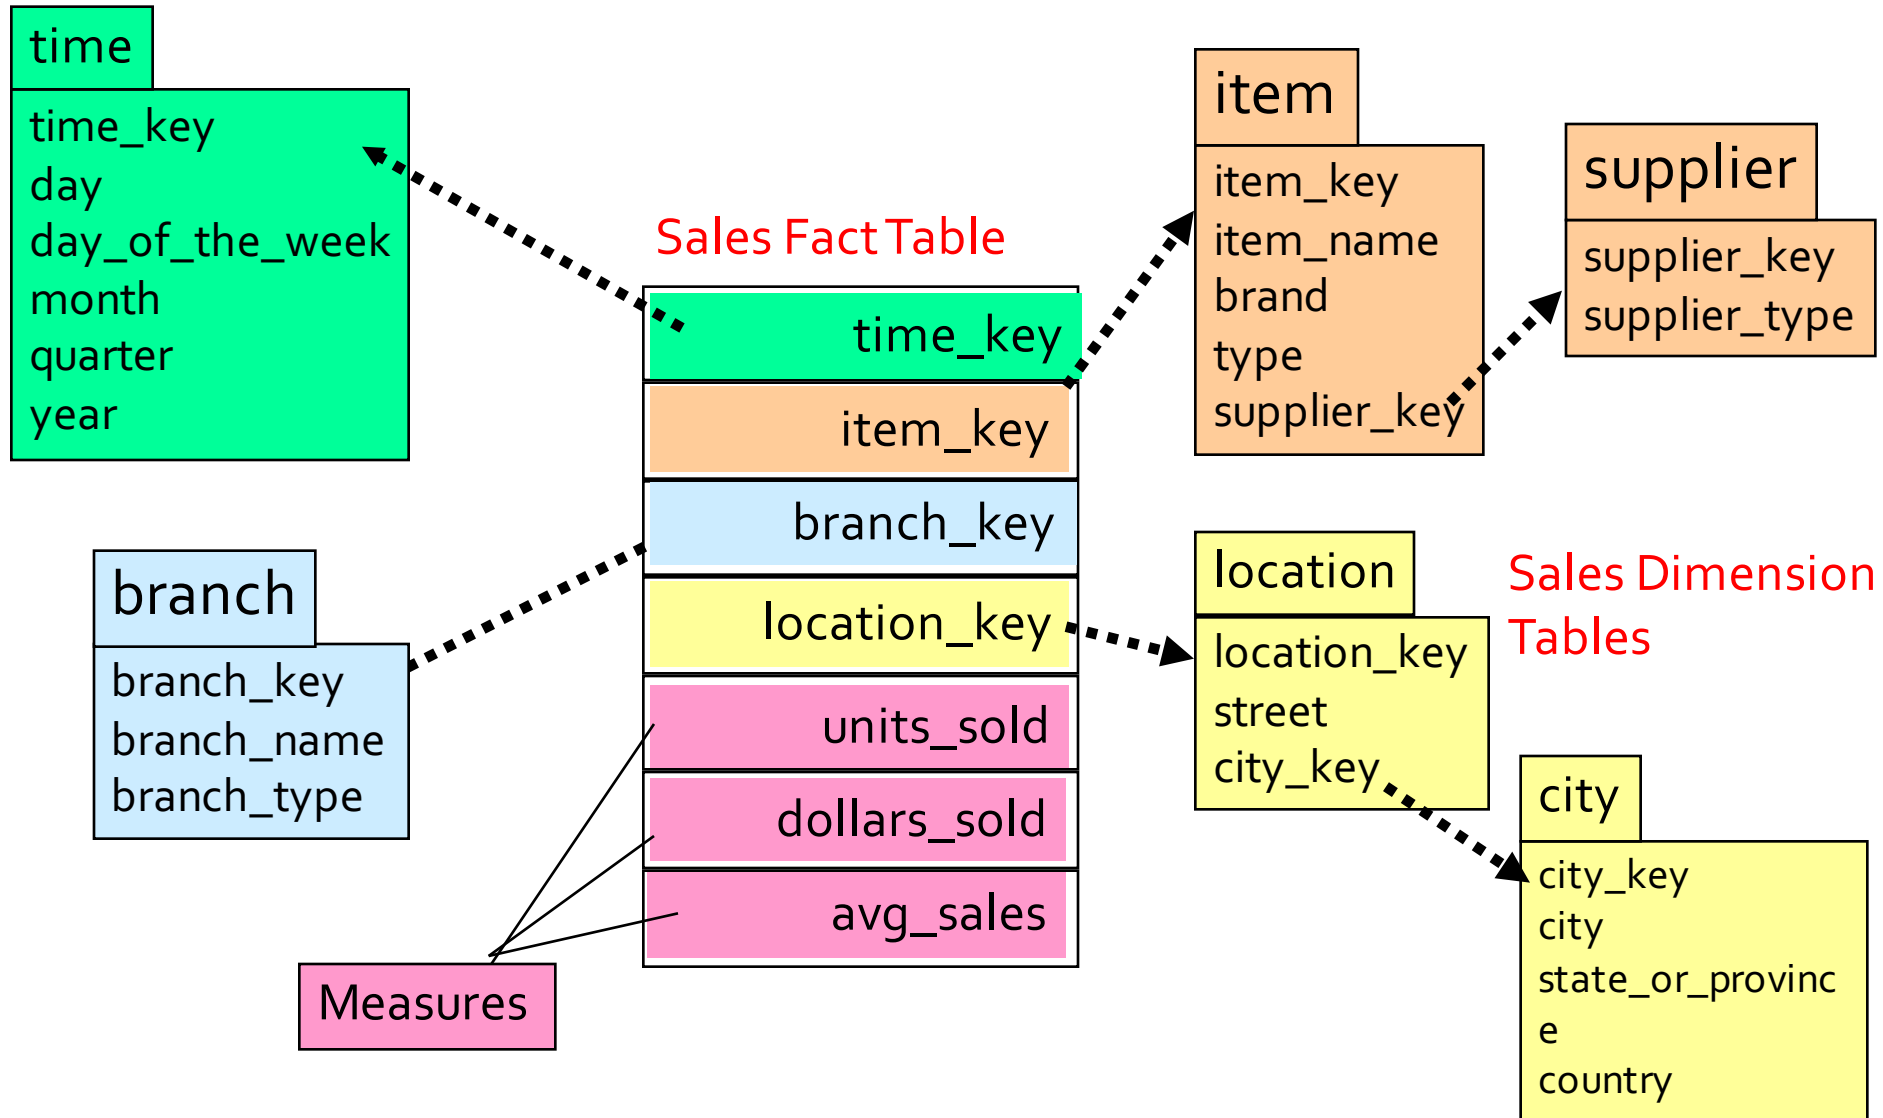 time
time_key
day
day_of_the_week
month
quarter
year
Sales Fact Table
time_key
item_key
branch_key
location_key
units_sold
dollars_sold
avg_sales
item
item_key
item_name
brand
type
supplier_key
supplier
supplier_key
supplier_type
branch
branch_key
branch_name
branch_type
location
location_key
street
city_key
Sales Dimension
Tables
city
city_key
city
state_or_provinc
e
country
Measures